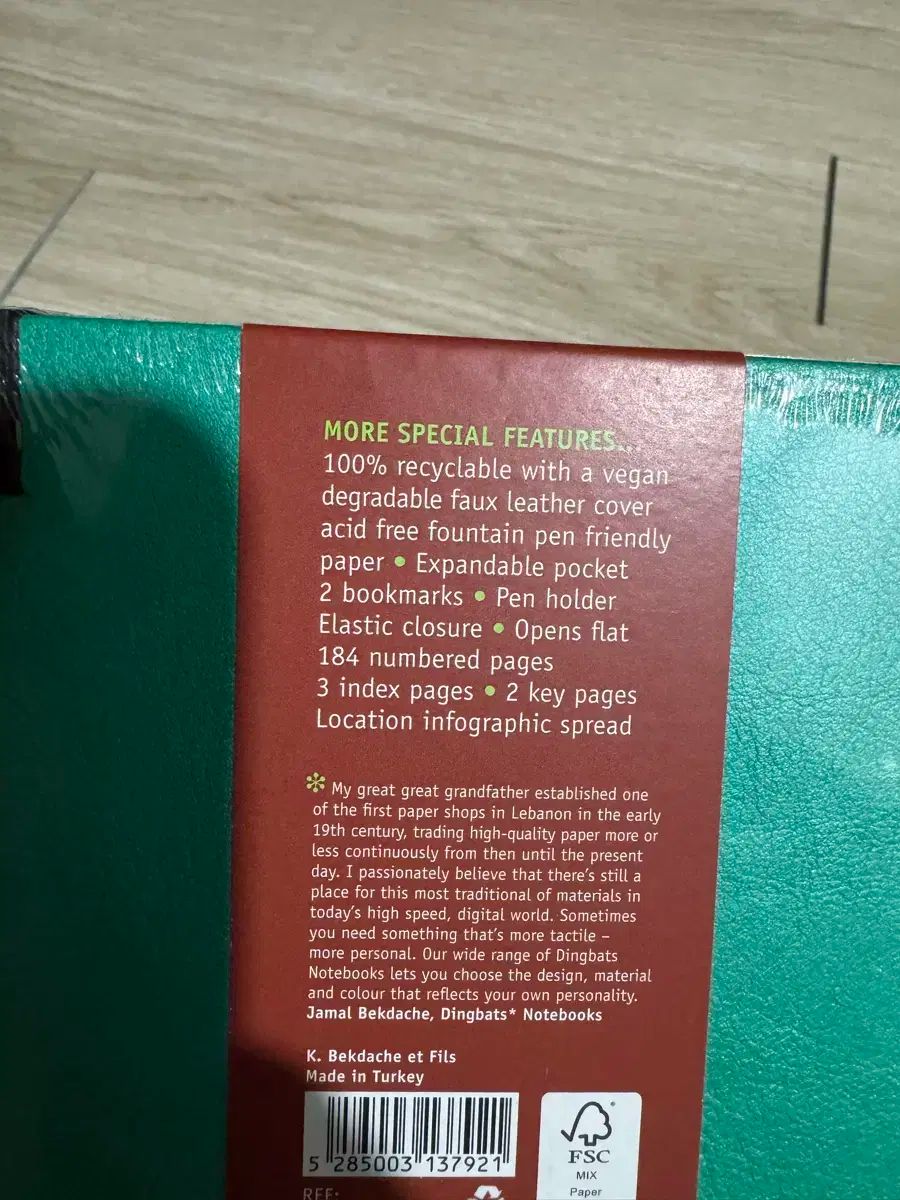 MORE SPECIAL FEATURES...
100% recyclable with a vegan
degradable faux leather cover
acid free fountain pen friendly
paper • Expandable pocket
2 bookmarks • Pen holder
Elastic closure • Opens flat
184 numbered pages
3 index pages • 2 key pages
Location infographic spread
* My great great grandfather established one
of the first paper shops in Lebanon in the early
19th century, trading high-quality paper more or
less continuously from then until the present
day. I passionately believe that there's still a
place for this most traditional of materials in
today's high speed, digital world. Sometimes
you need something that's more tactile –
more personal. Our wide range of Dingbats
Notebooks lets you choose the design, material
and colour that reflects your own personality.
Jamal Bekdache, Dingbats* Notebooks
K. Bekdache et Fils
Made in Turkey
5 285003 137921
FSC
MIX
Paper
REF: